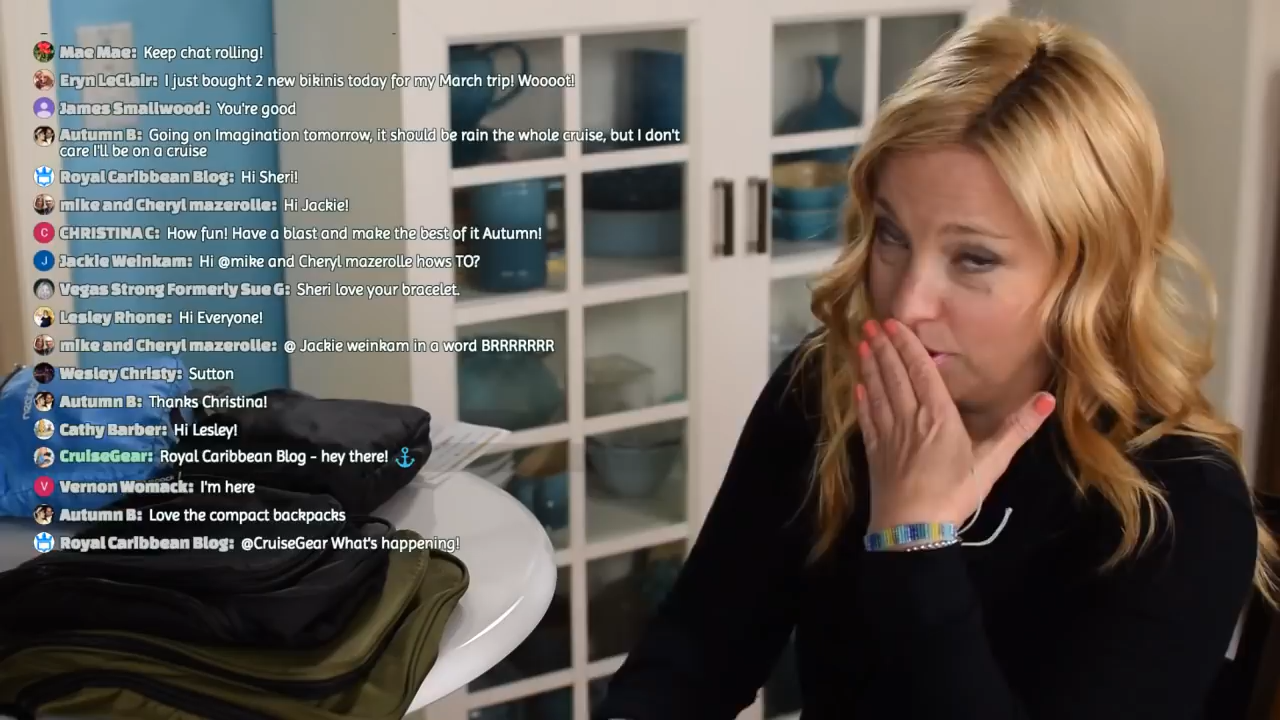 Mae Mae: Keep chat rolling!
Eryn LeClair: I just bought 2 new bikinis today for my March trip! Woooot!
James Smallwood: You're good
Autumn B: Going on Imagination tomorrow, it should be rain the whole cruise, but I don't
care I'll be on a cruise
Royal Caribbean Blog: Hi Sheri!
mike and Cheryl mazerolle: Hi Jackie!
C CHRISTINA C: How fun! Have a blast and make the best of it Autumn!
J Jackie Weinkam: Hi @mike and Cheryl mazerolle hows TO?
Vegas Strong Formerly Sue G: Sheri love your bracelet.
Lesley Rhone: Hi Everyone!
mike and Cheryl mazerolle: @ Jackie weinkam in a word BRRRRRRR
Wesley Christy: Sutton
Autumn B: Thanks Christina!
Cathy Barber: Hi Lesley!
CruiseGear: Royal Caribbean Blog - hey there!
V Vernon Womack: I'm here
Autumn B: Love the compact backpacks
Royal Caribbean Blog: @CruiseGear What's happening!